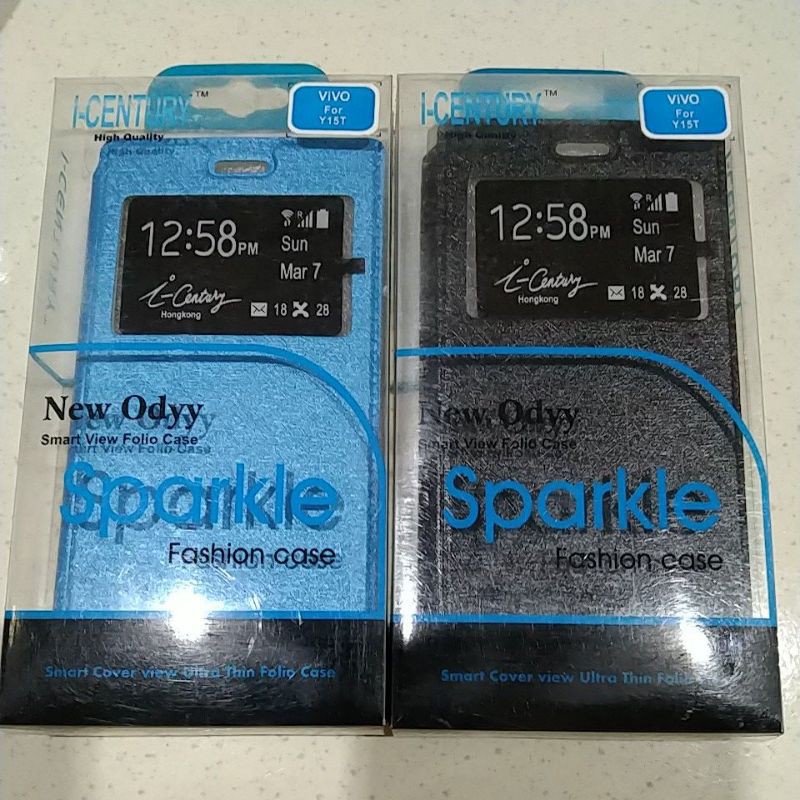 I-CENTURY™
High Quality
ViVO
For
Y15T
I-CENTURY
12:58PM
R
Sun
Mar 7
i-Century
Hongkong
18 28
New Odyy
Smart View Folio Case
Sparkle
Fashion case
Smart Cover view Ultra Thin Folio Case
I-CENTURY™
High Quality
ViVO
For
Y15T
12:58PM
R
Sun
Mar 7
i-Century
Hongkong
18 28
New Odyy
Smart View Folio Case
Sparkle
Fashion case
Smart Cover view Ultra Thin Folio